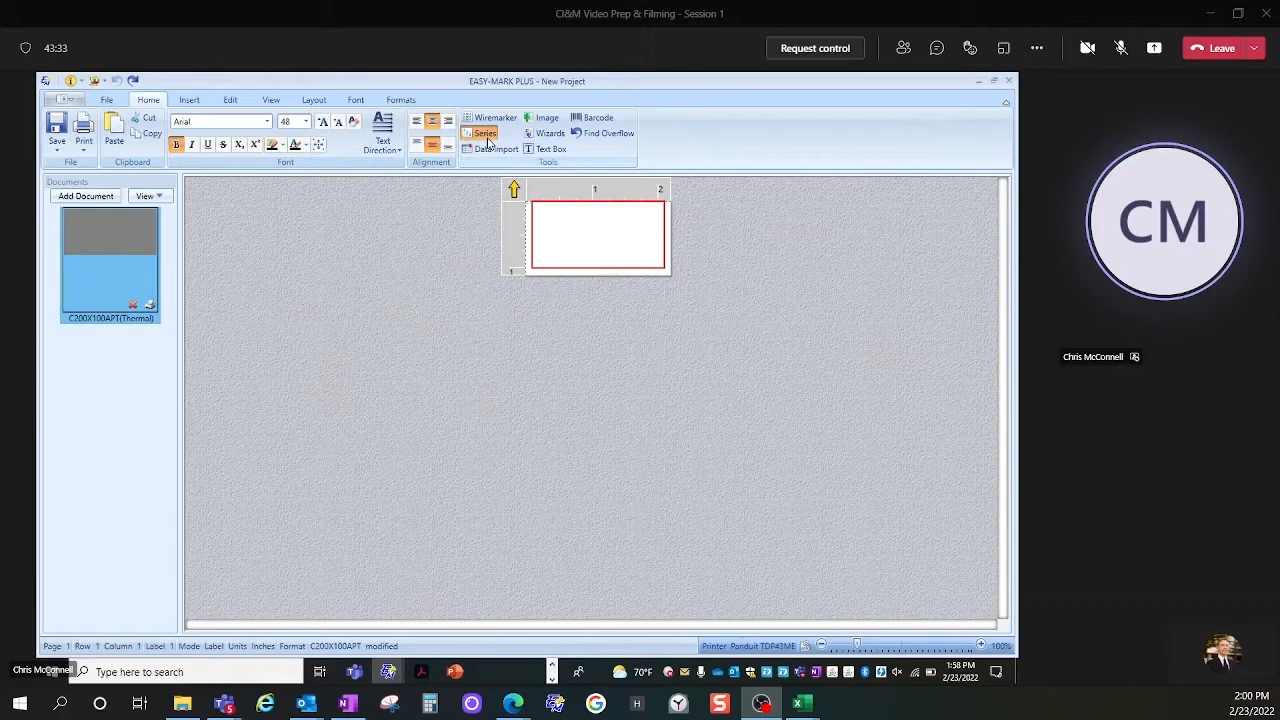 CI&M Video Prep & Filming - Session 1
43:33
Request control
Leave
EASY-MARK PLUS - New Project
File Home Insert Edit View Layout Font Formats
Save
Print
File
Paste
Cut
Copy
Clipboard
Arial 48
B I U S X₂ X²
Font
Text
Direction
Alignment
Wiremarker Image Barcode
Series Wizards Find Overflow
Data Import Text Box
Tools
Documents
Add Document View
C200X100APT(Thermal)
1 2
1
CM
Chris McConnell
Page 1 Row 1 Column 1 Label 1 Mode Label Units Inches Format C200X100APT modified
Printer Panduit TDP43ME
100%
Chris McConnell
Type here to search
70°F
1:58 PM
2/23/2022
2:00 PM
2/23/2022